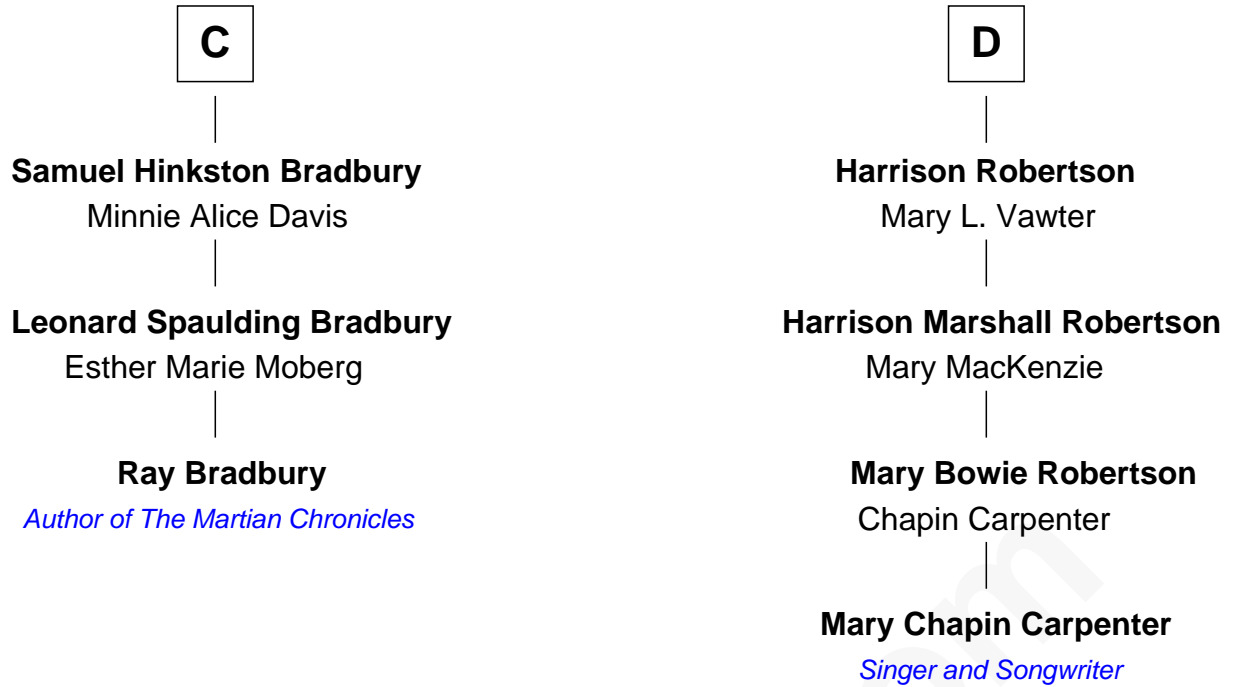 C
Samuel Hinkston Bradbury
Minnie Alice Davis
Leonard Spaulding Bradbury
Esther Marie Moberg
Ray Bradbury
Author of The Martian Chronicles
D
Harrison Robertson
Mary L. Vawter
Harrison Marshall Robertson
Mary MacKenzie
Mary Bowie Robertson
Chapin Carpenter
Mary Chapin Carpenter
Singer and Songwriter